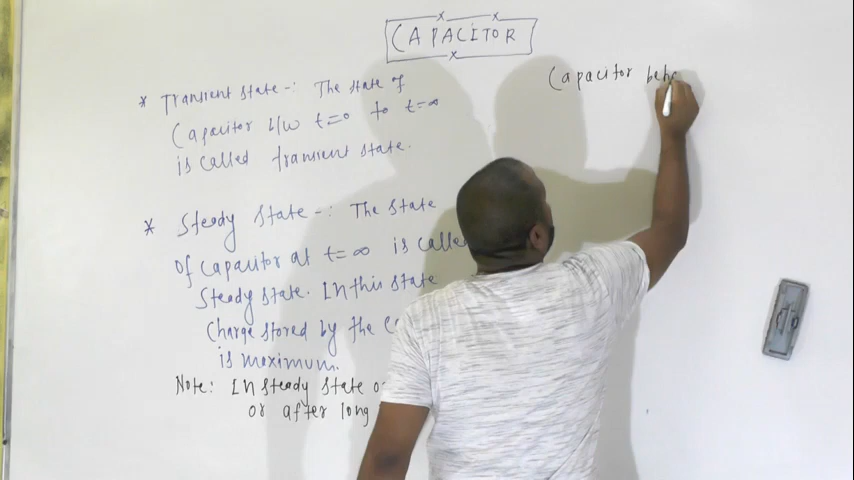 CAPACITOR
* Transient state -: The state of
Capacitor b/w t=0 to t=∞
is called transient state.
* Steady state -: The state
of capacitor at t=∞ is called
steady state. In this state
charge stored by the
is maximum.
Note: In steady state
or after long
Capacitor beha